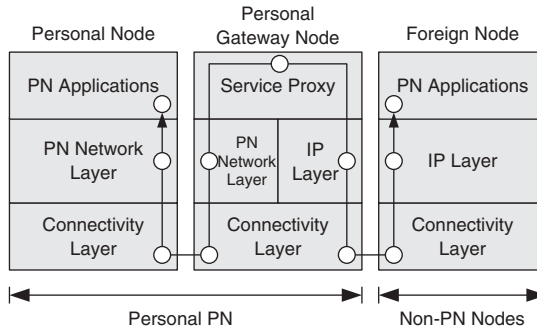 Personal Node
Personal
Gateway Node
Foreign Node
PN Applications
Service Proxy
PN Applications
PN Network
Layer
PN
Network
Layer
IP
Layer
IP Layer
Connectivity
Layer
Connectivity
Layer
Connectivity
Layer
Personal PN
Non-PN Nodes